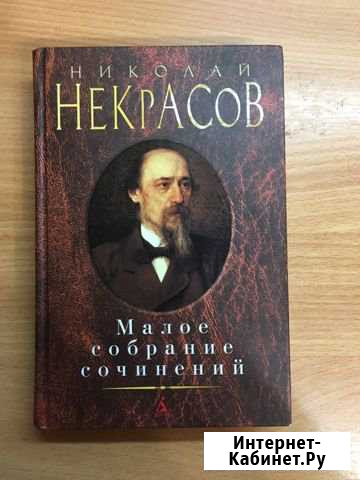 НИКОЛАЙ
НЕКРАСОВ
Малое
собрание
сочинений
Интернет-
Кабинет.Ру